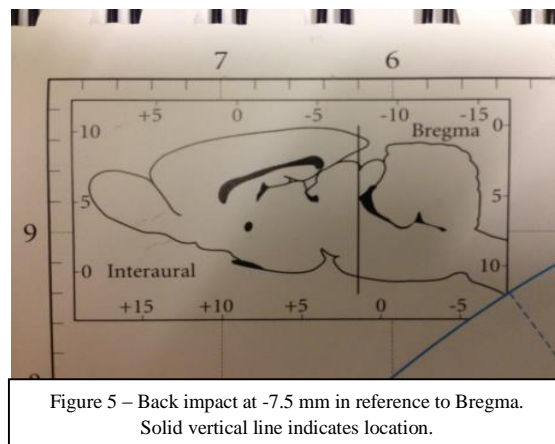 7 6
+5 0 -5 -10 -15
10 Bregma 0
5 5
9
0 Interaural 10
+15 +10 +5 0 -5
Figure 5 – Back impact at -7.5 mm in reference to Bregma.
Solid vertical line indicates location.